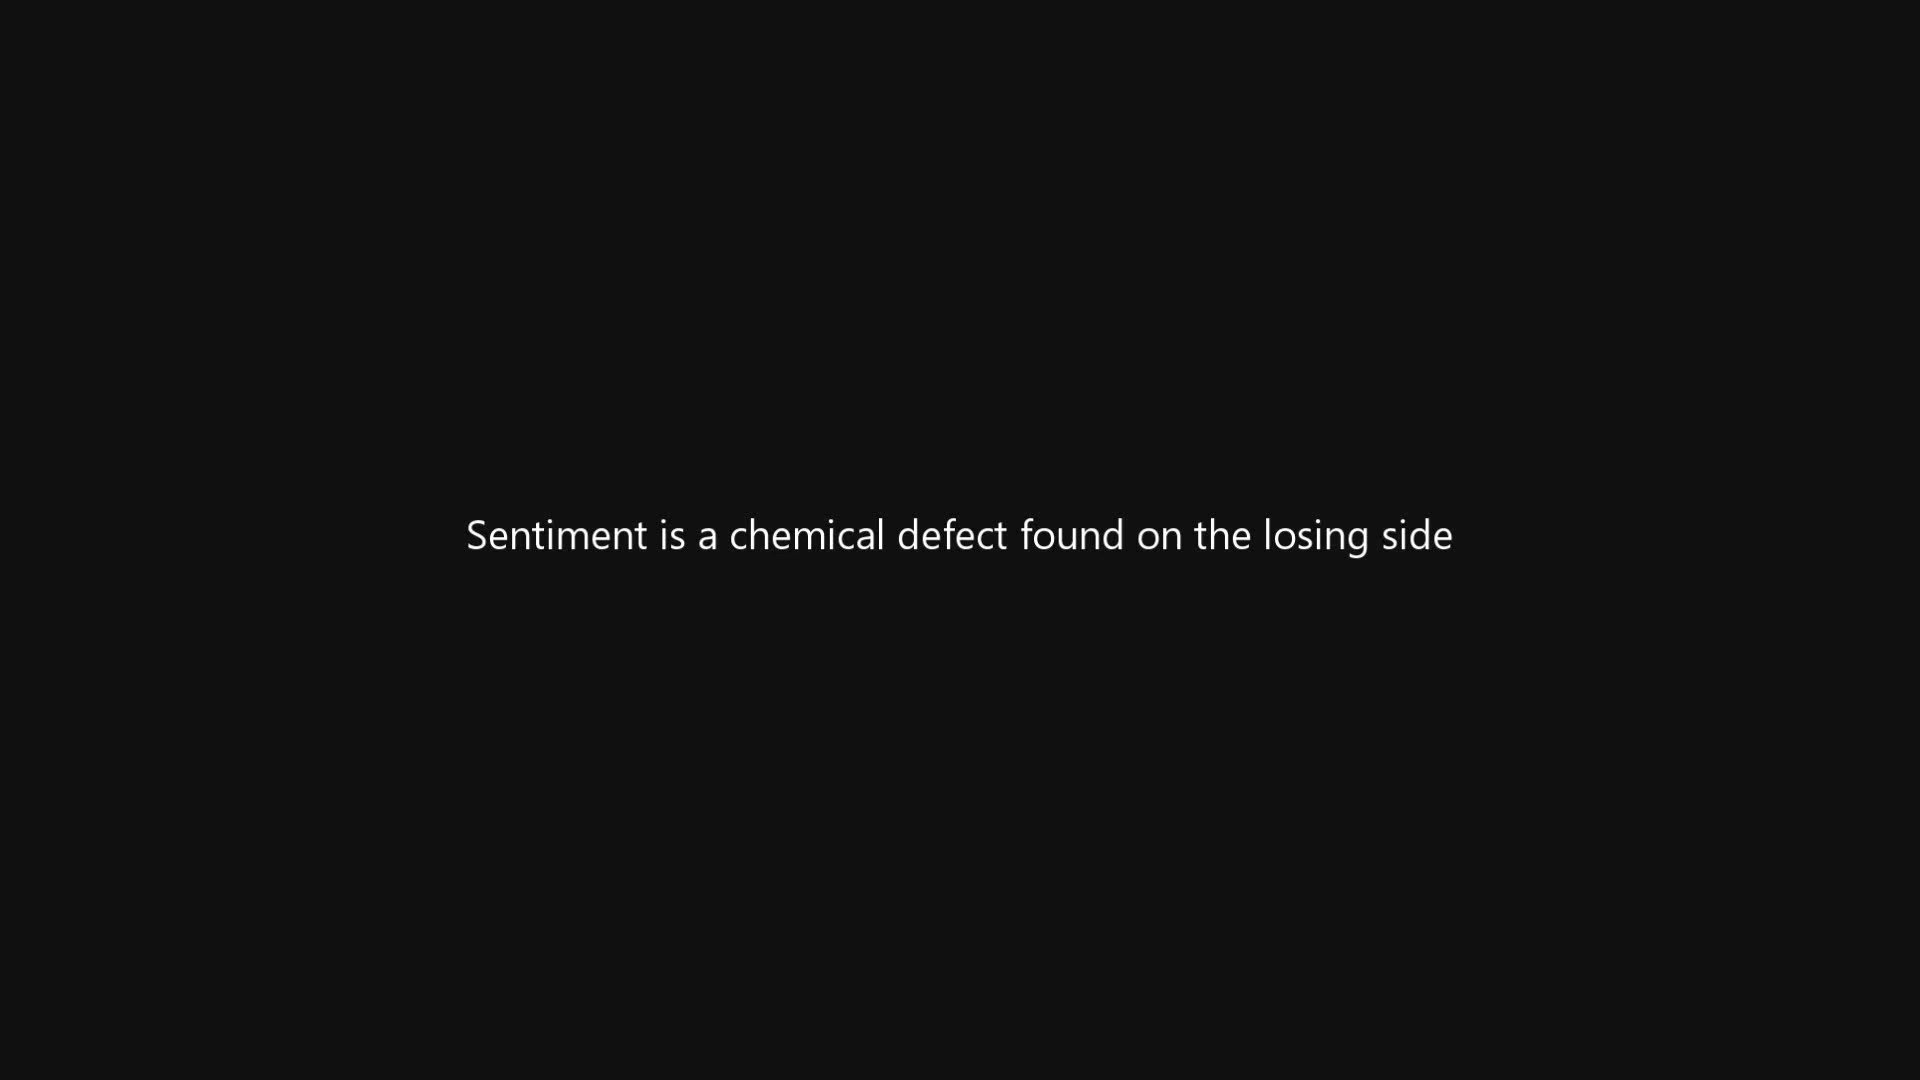 Sentiment is a chemical defect found on the losing side